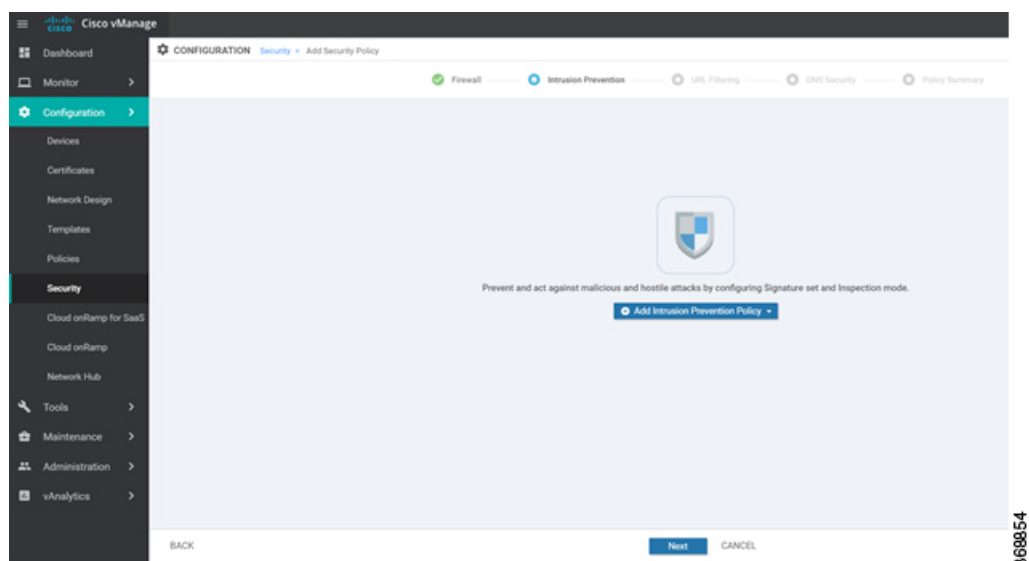 cisco Cisco vManage
Dashboard
CONFIGURATION Security > Add Security Policy
Monitor
Firewall
Intrusion Prevention
URL Filtering
DNS Security
Policy Summary
Configuration
Devices
Certificates
Network Design
Templates
Policies
Security
Cloud onRamp for SaaS
Cloud onRamp
Network Hub
Tools
Maintenance
Administration
vAnalytics
Prevent and act against malicious and hostile attacks by configuring Signature set and Inspection mode.
Add Intrusion Prevention Policy
BACK
Next
CANCEL
368854